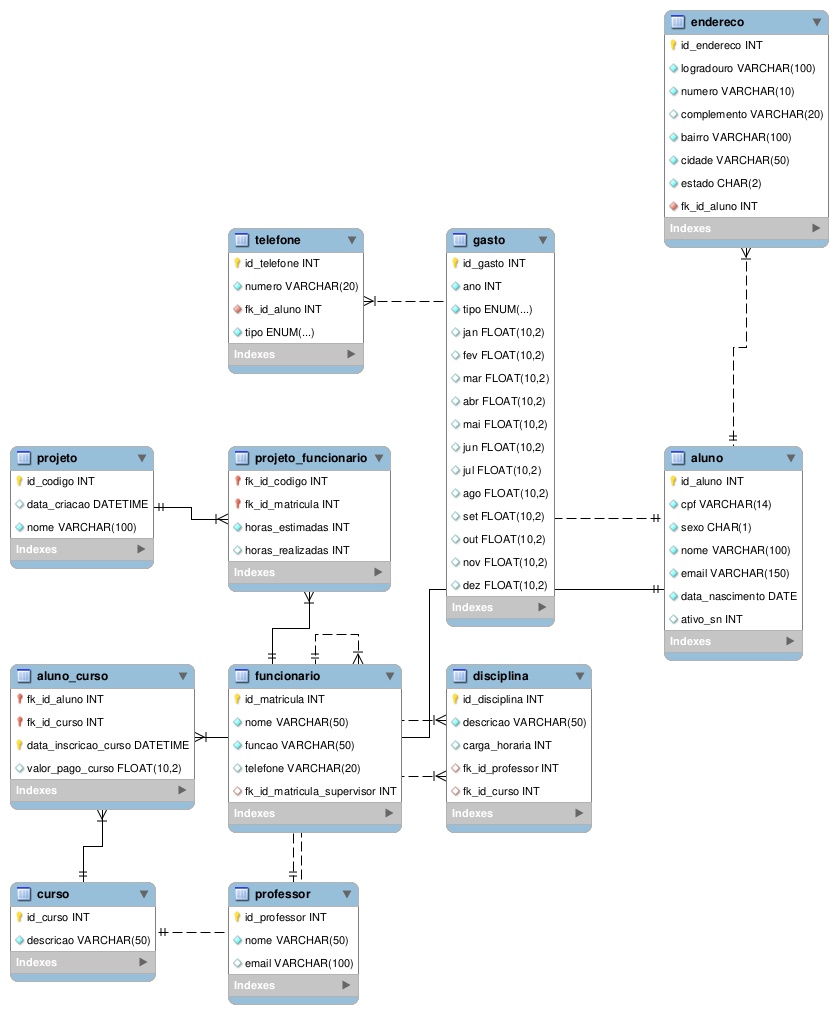 endereco
id_endereco INT
logradouro VARCHAR(100)
numero VARCHAR(10)
complemento VARCHAR(20)
bairro VARCHAR(100)
cidade VARCHAR(50)
estado CHAR(2)
fk_id_aluno INT
Indexes
telefone
id_telefone INT
numero VARCHAR(20)
fk_id_aluno INT
tipo ENUM(...)
Indexes
gasto
id_gasto INT
ano INT
tipo ENUM(...)
jan FLOAT(10,2)
fev FLOAT(10,2)
mar FLOAT(10,2)
abr FLOAT(10,2)
mai FLOAT(10,2)
jun FLOAT(10,2)
jul FLOAT(10,2)
ago FLOAT(10,2)
set FLOAT(10,2)
out FLOAT(10,2)
nov FLOAT(10,2)
dez FLOAT(10,2)
Indexes
projeto
id_codigo INT
data_criacao DATETIME
nome VARCHAR(100)
Indexes
projeto_funcionario
fk_id_codigo INT
fk_id_matricula INT
horas_estimadas INT
horas_realizadas INT
Indexes
aluno
id_aluno INT
cpf VARCHAR(14)
sexo CHAR(1)
nome VARCHAR(100)
email VARCHAR(150)
data_nascimento DATE
ativo_sn INT
Indexes
aluno_curso
fk_id_aluno INT
fk_id_curso INT
data_inscricao_curso DATETIME
valor_pago_curso FLOAT(10,2)
Indexes
funcionario
id_matricula INT
nome VARCHAR(50)
funcao VARCHAR(50)
telefone VARCHAR(20)
fk_id_matricula_supervisor INT
Indexes
disciplina
id_disciplina INT
descricao VARCHAR(50)
carga_horaria INT
fk_id_professor INT
fk_id_curso INT
Indexes
curso
id_curso INT
descricao VARCHAR(50)
Indexes
professor
id_professor INT
nome VARCHAR(50)
email VARCHAR(100)
Indexes